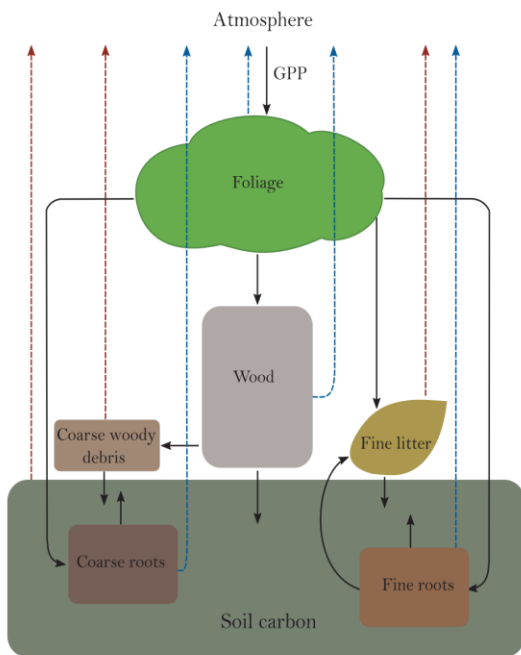 Atmosphere
GPP
Foliage
Wood
Coarse woody
debris
Fine litter
Coarse roots
Fine roots
Soil carbon